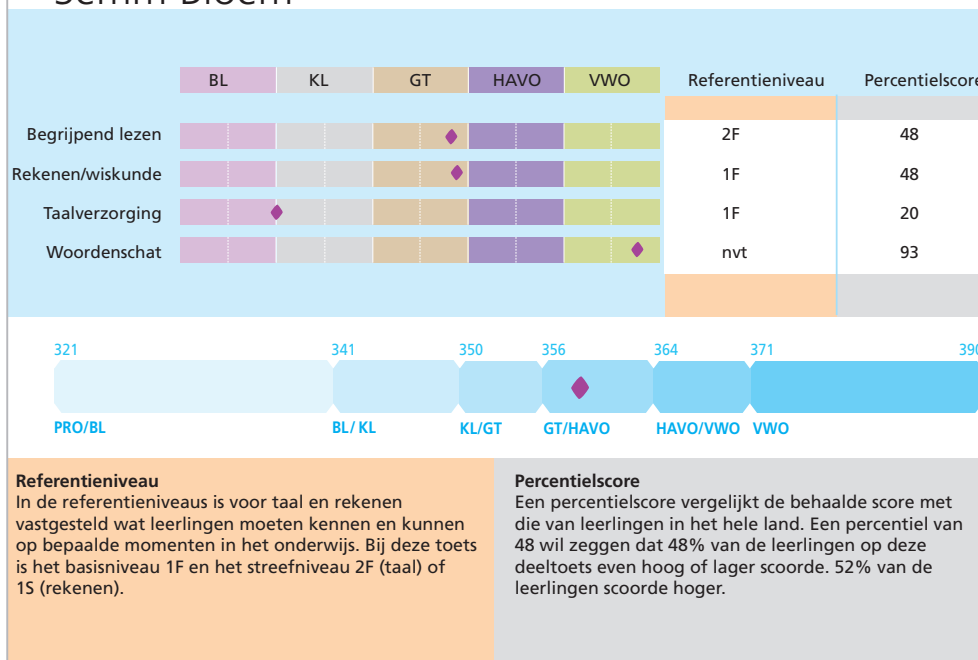 BL KL GT HAVO VWO Referentieniveau Percentielscore
Begrijpend lezen 2F 48
Rekenen/wiskunde 1F 48
Taalverzorging 1F 20
Woordenschat nvt 93
321 341 350 356 364 371 390
PRO/BL BL/ KL KL/GT GT/HAVO HAVO/VWO VWO
Referentieniveau
In de referentieniveaus is voor taal en rekenen
vastgesteld wat leerlingen moeten kennen en kunnen
op bepaalde momenten in het onderwijs. Bij deze toets
is het basisniveau 1F en het streefniveau 2F (taal) of
1S (rekenen).
Percentielscore
Een percentielscore vergelijkt de behaalde score met
die van leerlingen in het hele land. Een percentiel van
48 wil zeggen dat 48% van de leerlingen op deze
deeltoets even hoog of lager scoorde. 52% van de
leerlingen scoorde hoger.